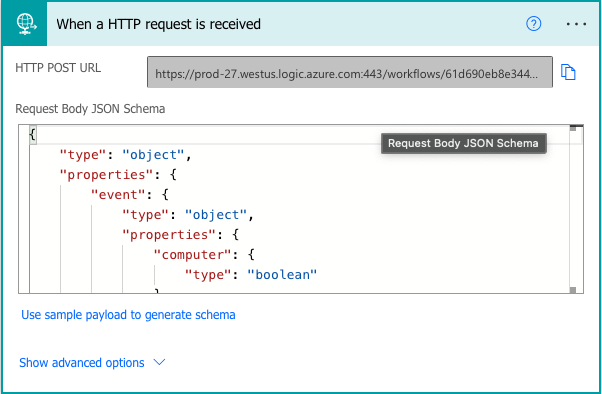 When a HTTP request is received
HTTP POST URL
https://prod-27.westus.logic.azure.com:443/workflows/61d690eb8e344...
Request Body JSON Schema
{
Request Body JSON Schema
"type": "object",
"properties": {
"event": {
"type": "object",
"properties": {
"computer": {
"type": "boolean"
}
Use sample payload to generate schema
Show advanced options